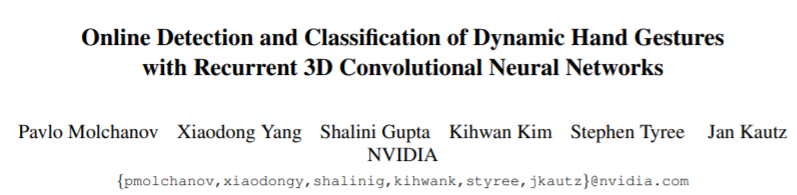 Online Detection and Classification of Dynamic Hand Gestures
with Recurrent 3D Convolutional Neural Networks
Pavlo Molchanov Xiaodong Yang Shalini Gupta Kihwan Kim Stephen Tyree Jan Kautz
NVIDIA
{pmolchanov,xiaodongy,shalinig,kihwank,styree,jkautz}@nvidia.com